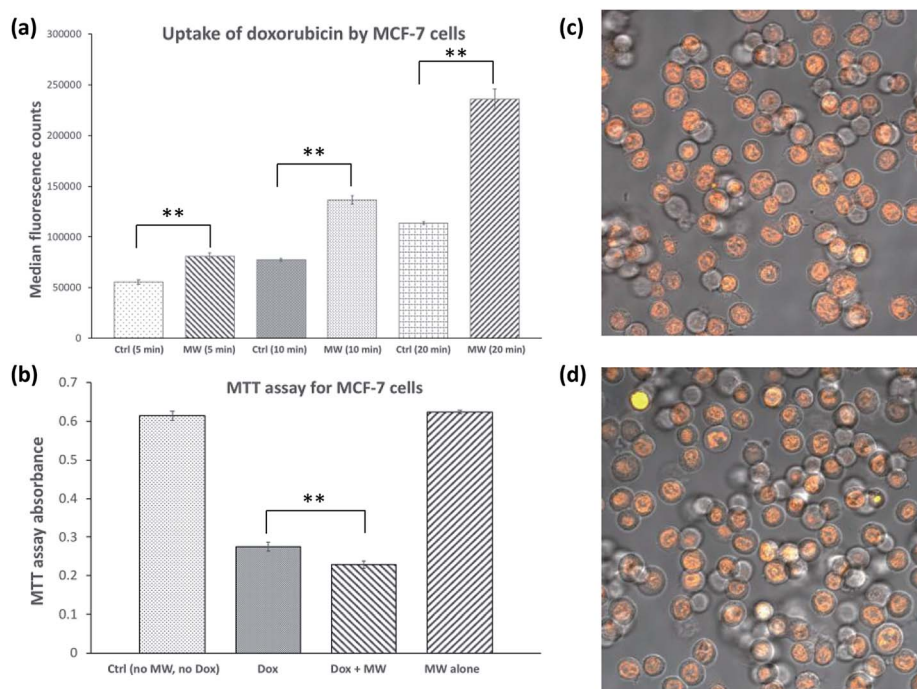 (a)
Uptake of doxorubicin by MCF-7 cells
Median fluorescence counts
300000
250000
200000
150000
100000
50000
0
**
**
**
Ctrl (5 min) MW (5 min) Ctrl (10 min) MW (10 min) Ctrl (20 min) MW (20 min)
(b)
MTT assay for MCF-7 cells
MTT assay absorbance
0.7
0.6
0.5
0.4
0.3
0.2
0.1
0
**
Ctrl (no MW, no Dox) Dox Dox + MW MW alone
(c)
(d)